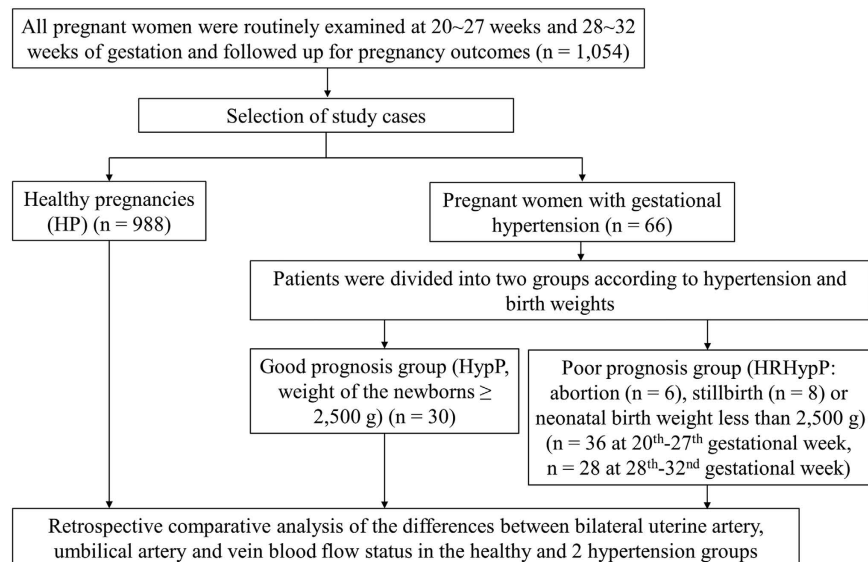 All pregnant women were routinely examined at 20~27 weeks and 28~32
weeks of gestation and followed up for pregnancy outcomes (n = 1,054)
Selection of study cases
Healthy pregnancies
(HP) (n = 988)
Pregnant women with gestational
hypertension (n = 66)
Patients were divided into two groups according to hypertension and
birth weights
Good prognosis group (HypP,
weight of the newborns ≥
2,500 g) (n = 30)
Poor prognosis group (HRHypP:
abortion (n = 6), stillbirth (n = 8) or
neonatal birth weight less than 2,500 g)
(n = 36 at 20th-27th gestational week,
n = 28 at 28th-32nd gestational week)
Retrospective comparative analysis of the differences between bilateral uterine artery,
umbilical artery and vein blood flow status in the healthy and 2 hypertension groups